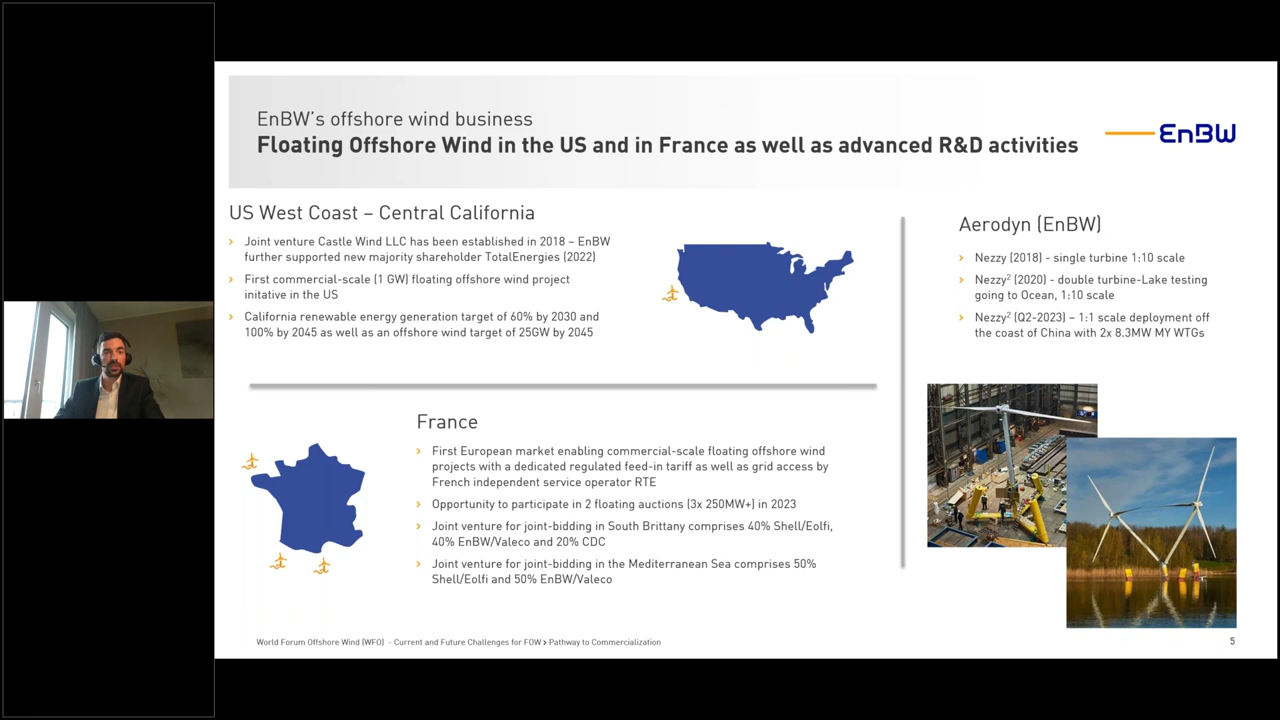 EnBW's offshore wind business
Floating Offshore Wind in the US and in France as well as advanced R&D activities
EnBW
US West Coast – Central California
› Joint venture Castle Wind LLC has been established in 2018 – EnBW
further supported new majority shareholder TotalEnergies (2022)
› First commercial-scale (1 GW) floating offshore wind project
initative in the US
› California renewable energy generation target of 60% by 2030 and
100% by 2045 as well as an offshore wind target of 25GW by 2045
Aerodyn (EnBW)
› Nezzy (2018) - single turbine 1:10 scale
› Nezzy² (2020) - double turbine-Lake testing
going to Ocean, 1:10 scale
› Nezzy² (Q2-2023) – 1:1 scale deployment off
the coast of China with 2x 8.3MW MY WTGs
France
› First European market enabling commercial-scale floating offshore wind
projects with a dedicated regulated feed-in tariff as well as grid access by
French independent service operator RTE
› Opportunity to participate in 2 floating auctions (3x 250MW+) in 2023
› Joint venture for joint-bidding in South Brittany comprises 40% Shell/Eolfi,
40% EnBW/Valeco and 20% CDC
› Joint venture for joint-bidding in the Mediterranean Sea comprises 50%
Shell/Eolfi and 50% EnBW/Valeco
World Forum Offshore Wind (WFO) - Current and Future Challenges for FOW › Pathway to Commercialization
5